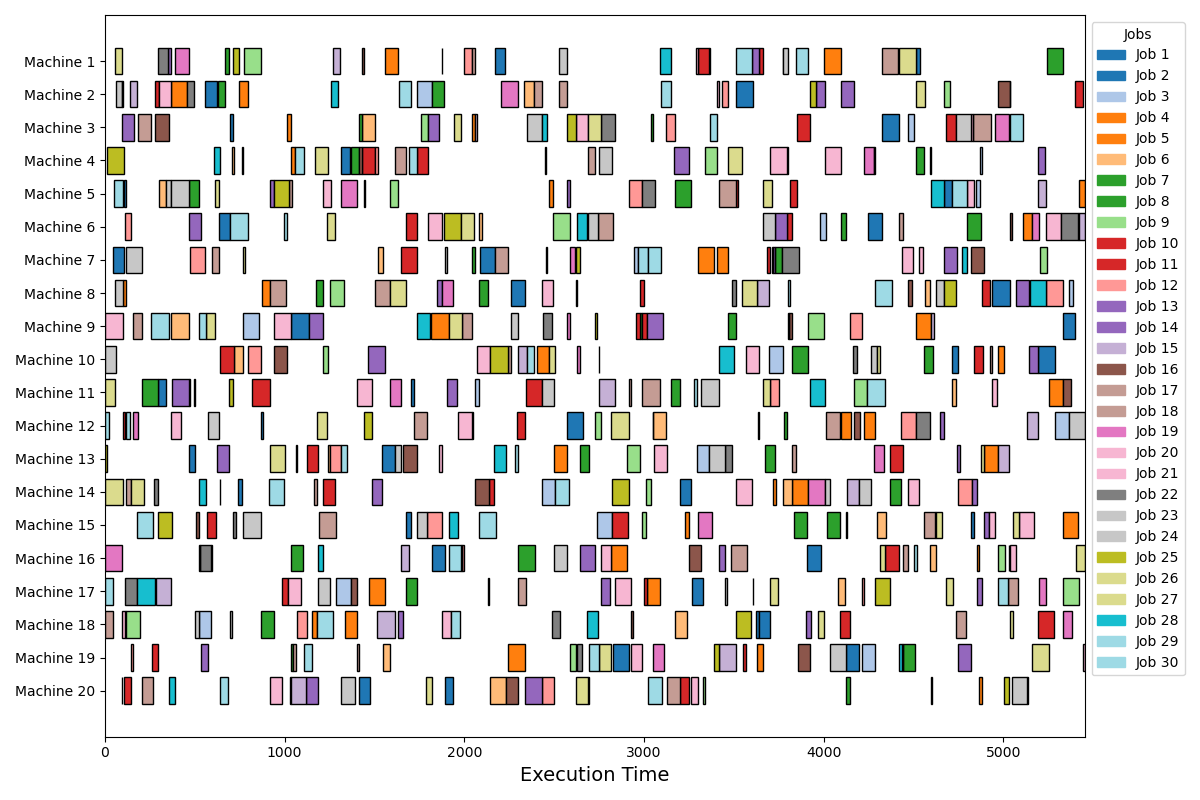 Machine 1
Machine 2
Machine 3
Machine 4
Machine 5
Machine 6
Machine 7
Machine 8
Machine 9
Machine 10
Machine 11
Machine 12
Machine 13
Machine 14
Machine 15
Machine 16
Machine 17
Machine 18
Machine 19
Machine 20
0 1000 2000 3000 4000 5000
Execution Time
Jobs
Job 1
Job 2
Job 3
Job 4
Job 5
Job 6
Job 7
Job 8
Job 9
Job 10
Job 11
Job 12
Job 13
Job 14
Job 15
Job 16
Job 17
Job 18
Job 19
Job 20
Job 21
Job 22
Job 23
Job 24
Job 25
Job 26
Job 27
Job 28
Job 29
Job 30